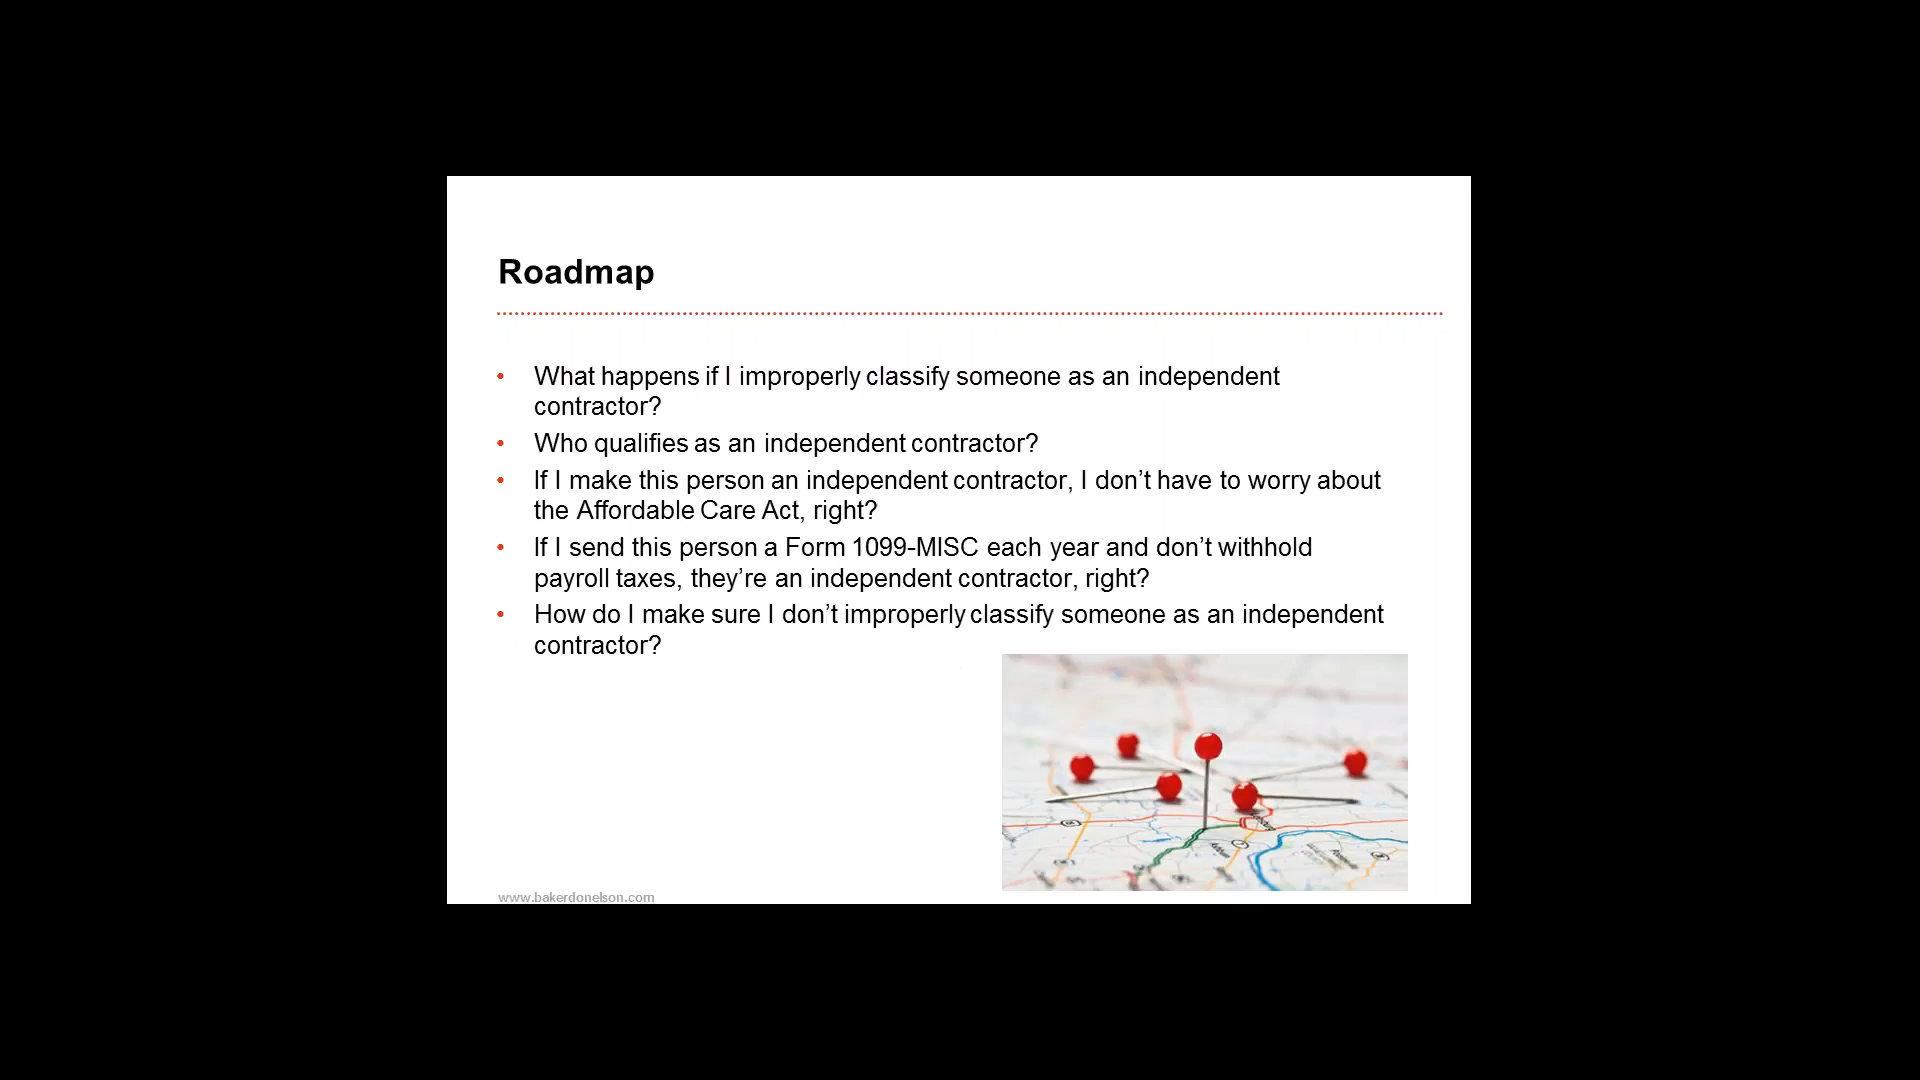 Roadmap
• What happens if I improperly classify someone as an independent
contractor?
• Who qualifies as an independent contractor?
• If I make this person an independent contractor, I don’t have to worry about
the Affordable Care Act, right?
• If I send this person a Form 1099-MISC each year and don’t withhold
payroll taxes, they’re an independent contractor, right?
• How do I make sure I don’t improperly classify someone as an independent
contractor?
www.bakerdonelson.com